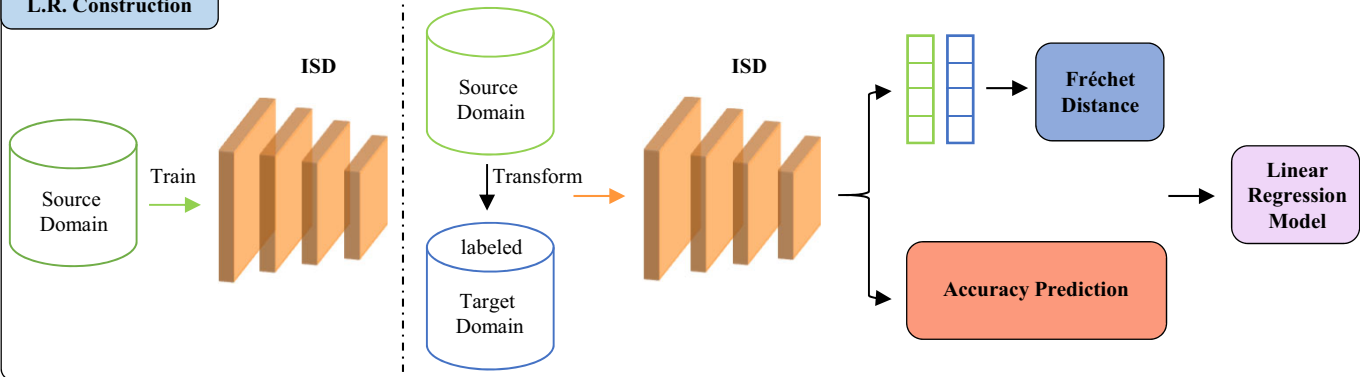 L.R. Construction
ISD
Source
Domain
Train
Source
Domain
Transform
labeled
Target
Domain
ISD
Fréchet
Distance
Accuracy Prediction
Linear
Regression
Model